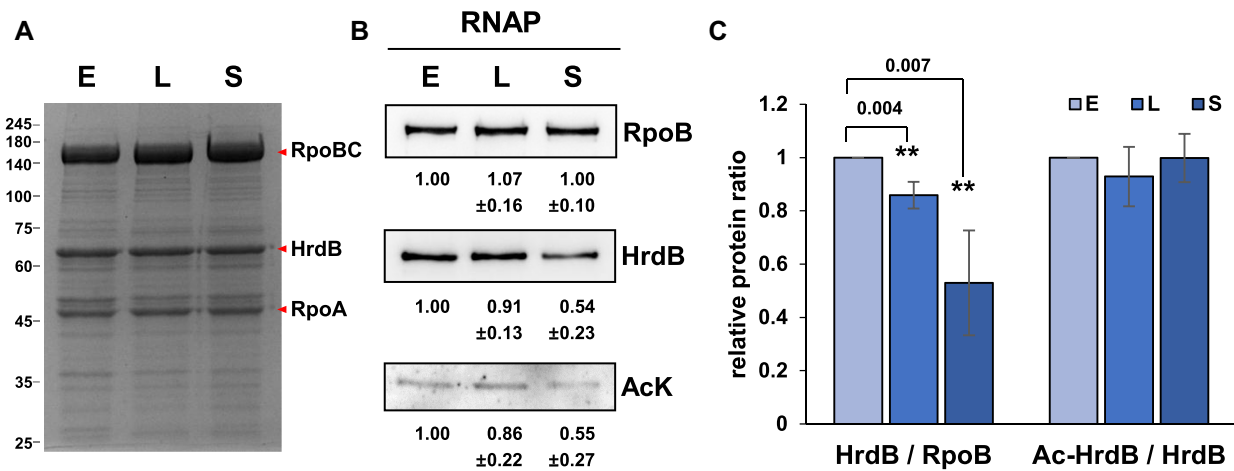 A
E L S
245
180
140
100
75
60
45
35
25
RpoBC
HrdB
RpoA
B
RNAP
E L S
RpoB
1.00 1.07 1.00
±0.16 ±0.10
HrdB
1.00 0.91 0.54
±0.13 ±0.23
AcK
1.00 0.86 0.55
±0.22 ±0.27
C
0.007
0.004
** 
**
E L S
relative protein ratio
1.2
1
0.8
0.6
0.4
0.2
0
HrdB / RpoB Ac-HrdB / HrdB